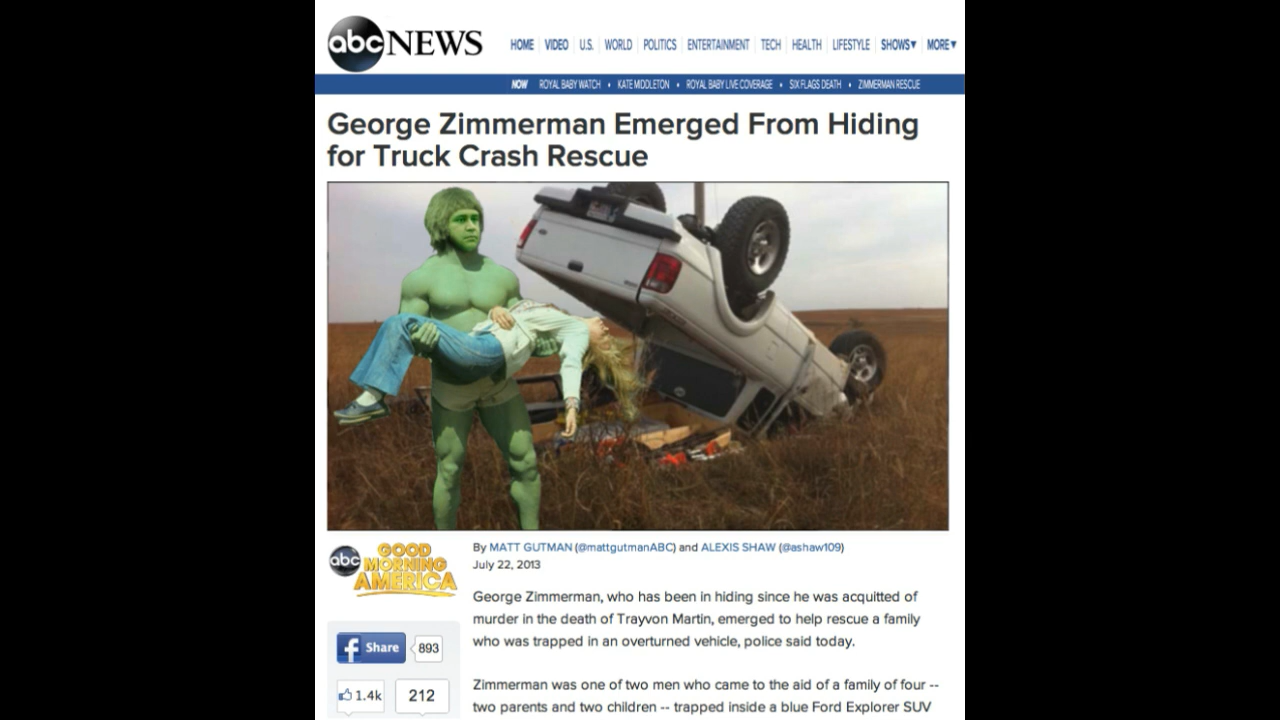 abc NEWS
HOME VIDEO U.S. WORLD POLITICS ENTERTAINMENT TECH HEALTH LIFESTYLE SHOWS▾ MORE▾
NOW ROYAL BABY WATCH • KATE MIDDLETON • ROYAL BABY LIVE COVERAGE • SIX FLAGS DEATH • ZIMMERMAN RESCUE
George Zimmerman Emerged From Hiding
for Truck Crash Rescue
abc GOOD
MORNING
AMERICA
By MATT GUTMAN (@mattgutmanABC) and ALEXIS SHAW (@ashaw109)
July 22, 2013
George Zimmerman, who has been in hiding since he was acquitted of
murder in the death of Trayvon Martin, emerged to help rescue a family
who was trapped in an overturned vehicle, police said today.
f Share 893
1.4k 212
Zimmerman was one of two men who came to the aid of a family of four --
two parents and two children -- trapped inside a blue Ford Explorer SUV